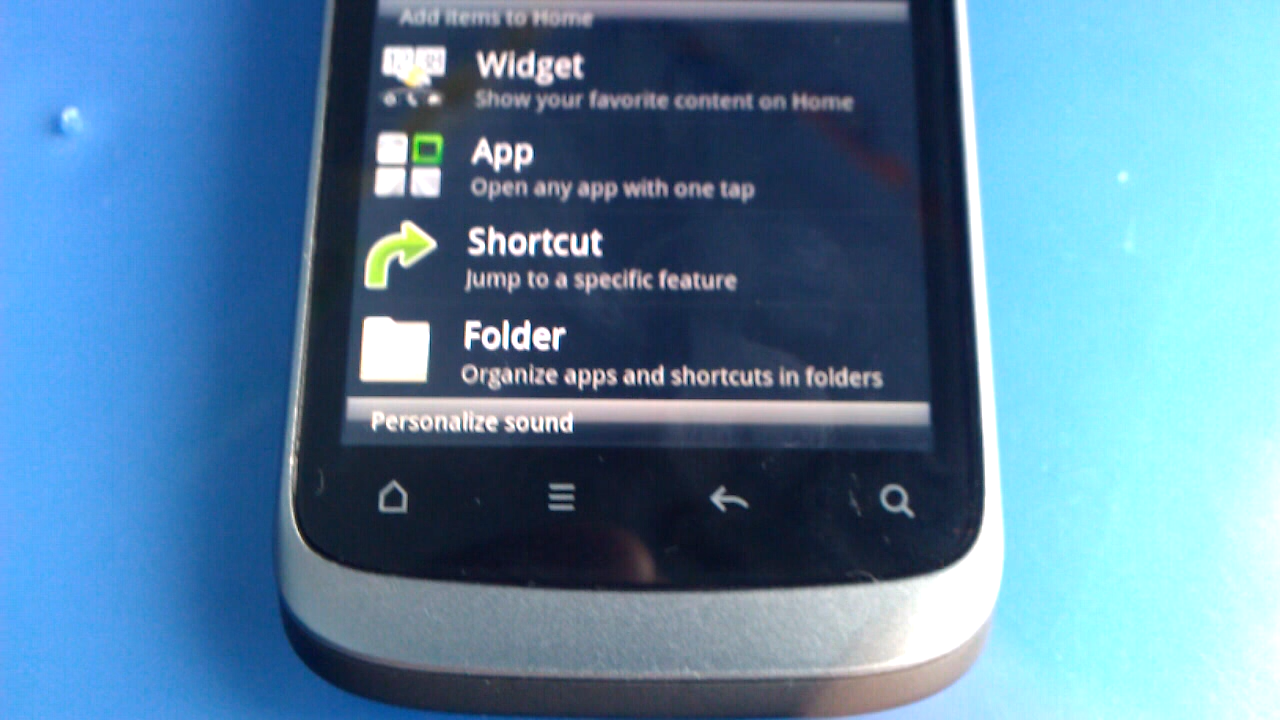 Add items to Home
Widget
Show your favorite content on Home
App
Open any app with one tap
Shortcut
Jump to a specific feature
Folder
Organize apps and shortcuts in folders
Personalize sound